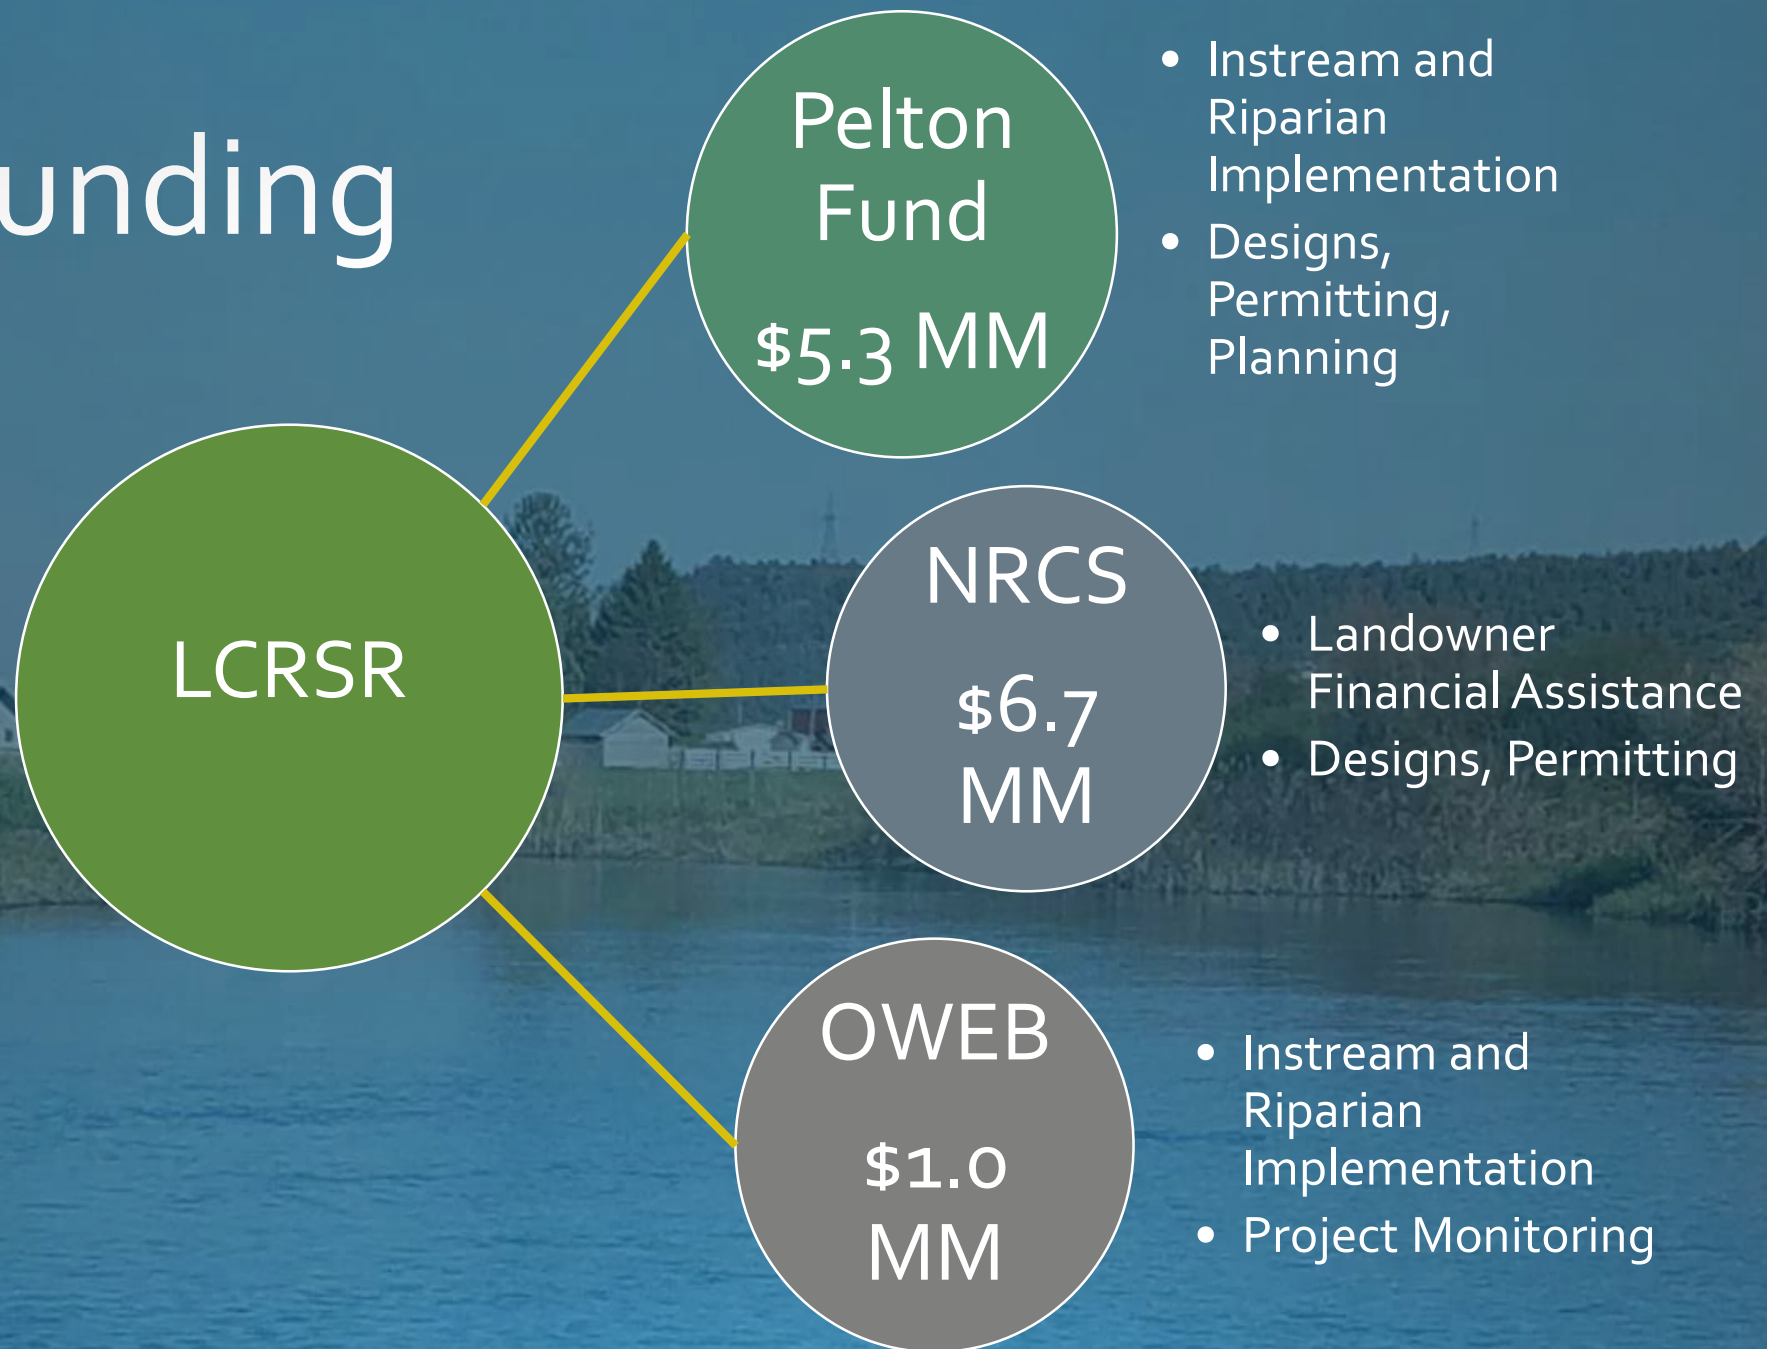 unding
LCRSR
Pelton
Fund
$5.3 MM
• Instream and
Riparian
Implementation
• Designs,
Permitting,
Planning
NRCS
$6.7
MM
• Landowner
Financial Assistance
• Designs, Permitting
OWEB
$1.0
MM
• Instream and
Riparian
Implementation
• Project Monitoring